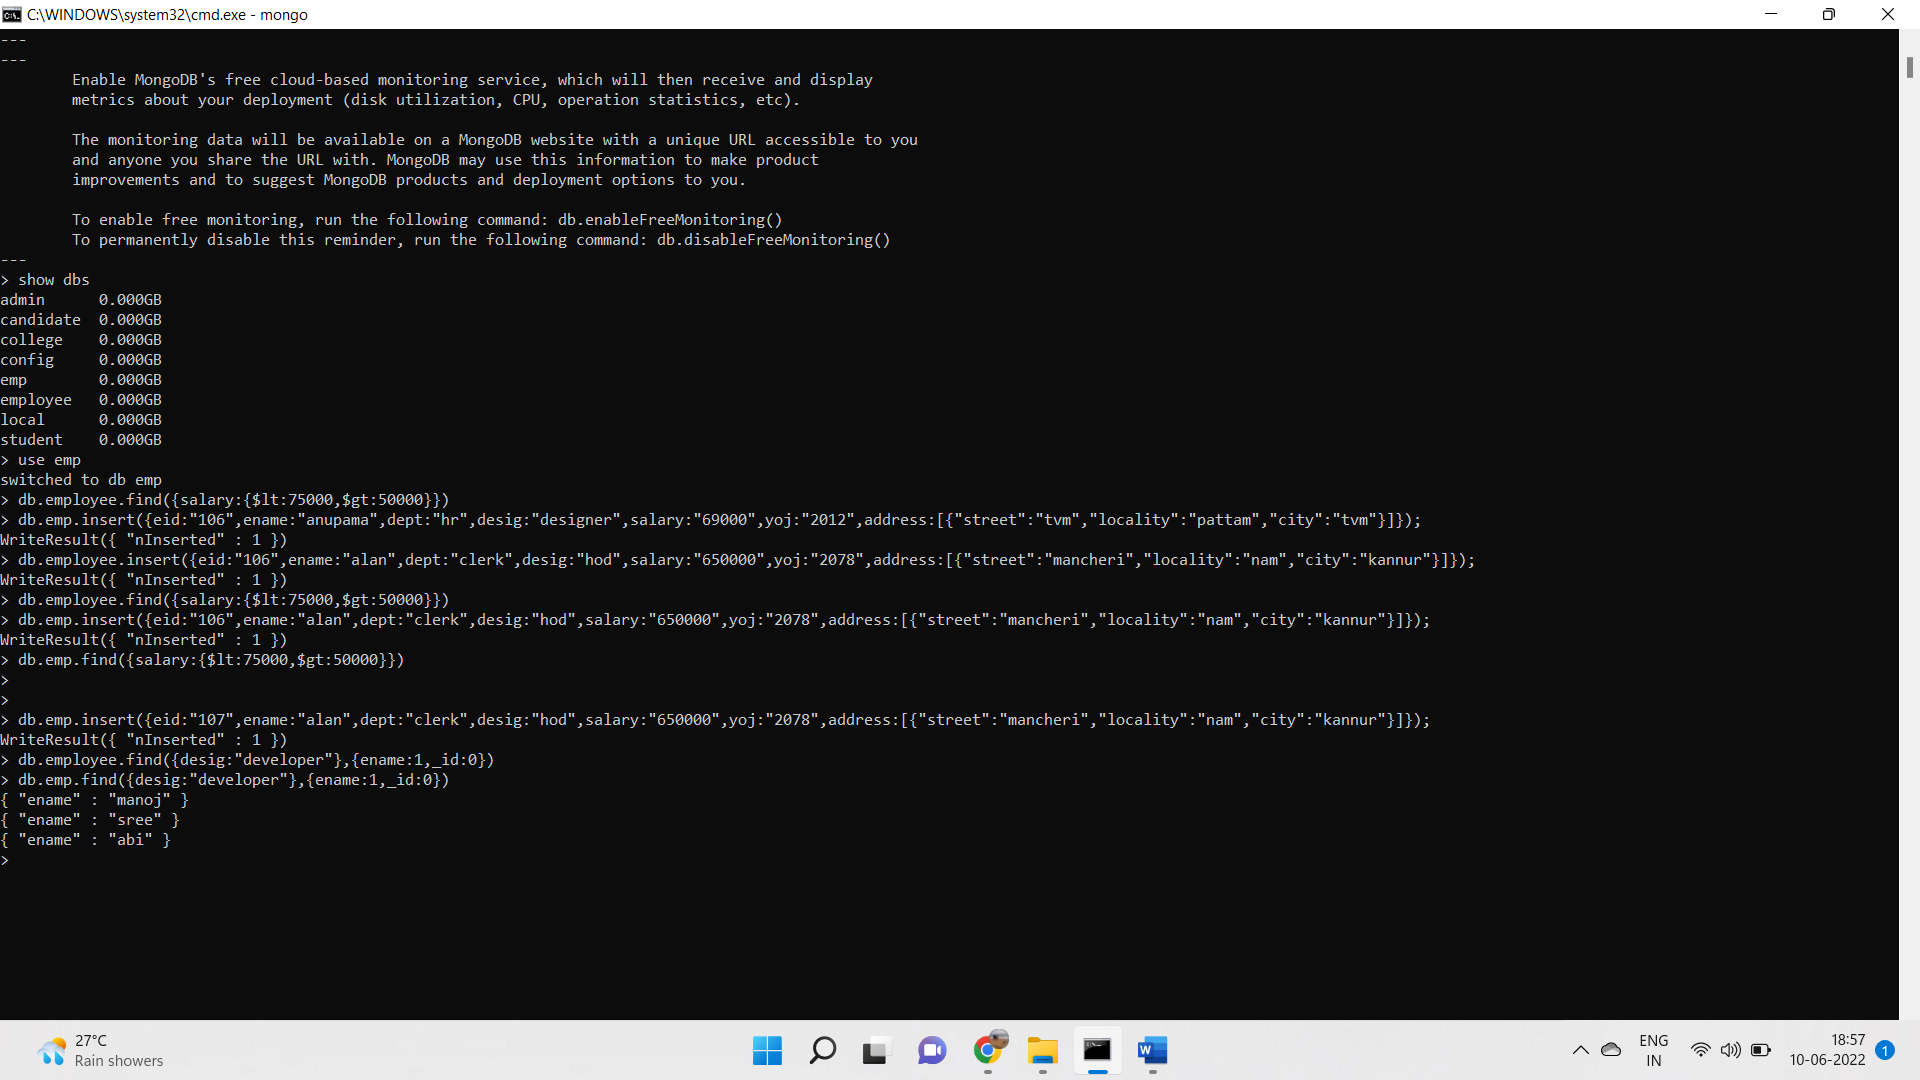 C:\WINDOWS\system32\cmd.exe - mongo
---
---
Enable MongoDB's free cloud-based monitoring service, which will then receive and display
metrics about your deployment (disk utilization, CPU, operation statistics, etc).
The monitoring data will be available on a MongoDB website with a unique URL accessible to you
and anyone you share the URL with. MongoDB may use this information to make product
improvements and to suggest MongoDB products and deployment options to you.
To enable free monitoring, run the following command: db.enableFreeMonitoring()
To permanently disable this reminder, run the following command: db.disableFreeMonitoring()
---
> show dbs
admin 0.000GB
candidate 0.000GB
college 0.000GB
config 0.000GB
emp 0.000GB
employee 0.000GB
local 0.000GB
student 0.000GB
> use emp
switched to db emp
> db.employee.find({salary:{$lt:75000,$gt:50000}})
> db.emp.insert({eid:"106",ename:"anupama",dept:"hr",desig:"designer",salary:"69000",yoj:"2012",address:[{"street":"tvm","locality":"pattam","city":"tvm"}]});
WriteResult({ "nInserted" : 1 })
> db.employee.insert({eid:"106",ename:"alan",dept:"clerk",desig:"hod",salary:"650000",yoj:"2078",address:[{"street":"mancheri","locality":"nam","city":"kannur"}]});
WriteResult({ "nInserted" : 1 })
> db.employee.find({salary:{$lt:75000,$gt:50000}})
> db.emp.insert({eid:"106",ename:"alan",dept:"clerk",desig:"hod",salary:"650000",yoj:"2078",address:[{"street":"mancheri","locality":"nam","city":"kannur"}]});
WriteResult({ "nInserted" : 1 })
> db.emp.find({salary:{$lt:75000,$gt:50000}})
>
>
> db.emp.insert({eid:"107",ename:"alan",dept:"clerk",desig:"hod",salary:"650000",yoj:"2078",address:[{"street":"mancheri","locality":"nam","city":"kannur"}]});
WriteResult({ "nInserted" : 1 })
> db.employee.find({desig:"developer"},{ename:1,_id:0})
> db.emp.find({desig:"developer"},{ename:1,_id:0})
{ "ename" : "manoj" }
{ "ename" : "sree" }
{ "ename" : "abi" }
>
27°C
Rain showers
W
ENG
IN
18:57
10-06-2022
1